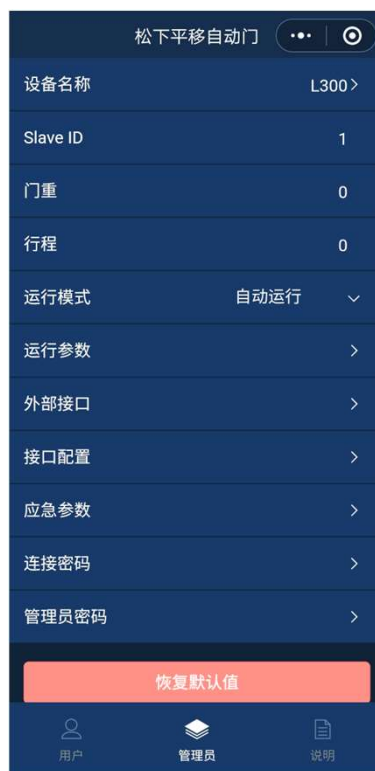 松下平移自动门
设备名称 L300
Slave ID 1
门重 0
行程 0
运行模式 自动运行
运行参数
外部接口
接口配置
应急参数
连接密码
管理员密码
恢复默认值
用户 管理员 说明